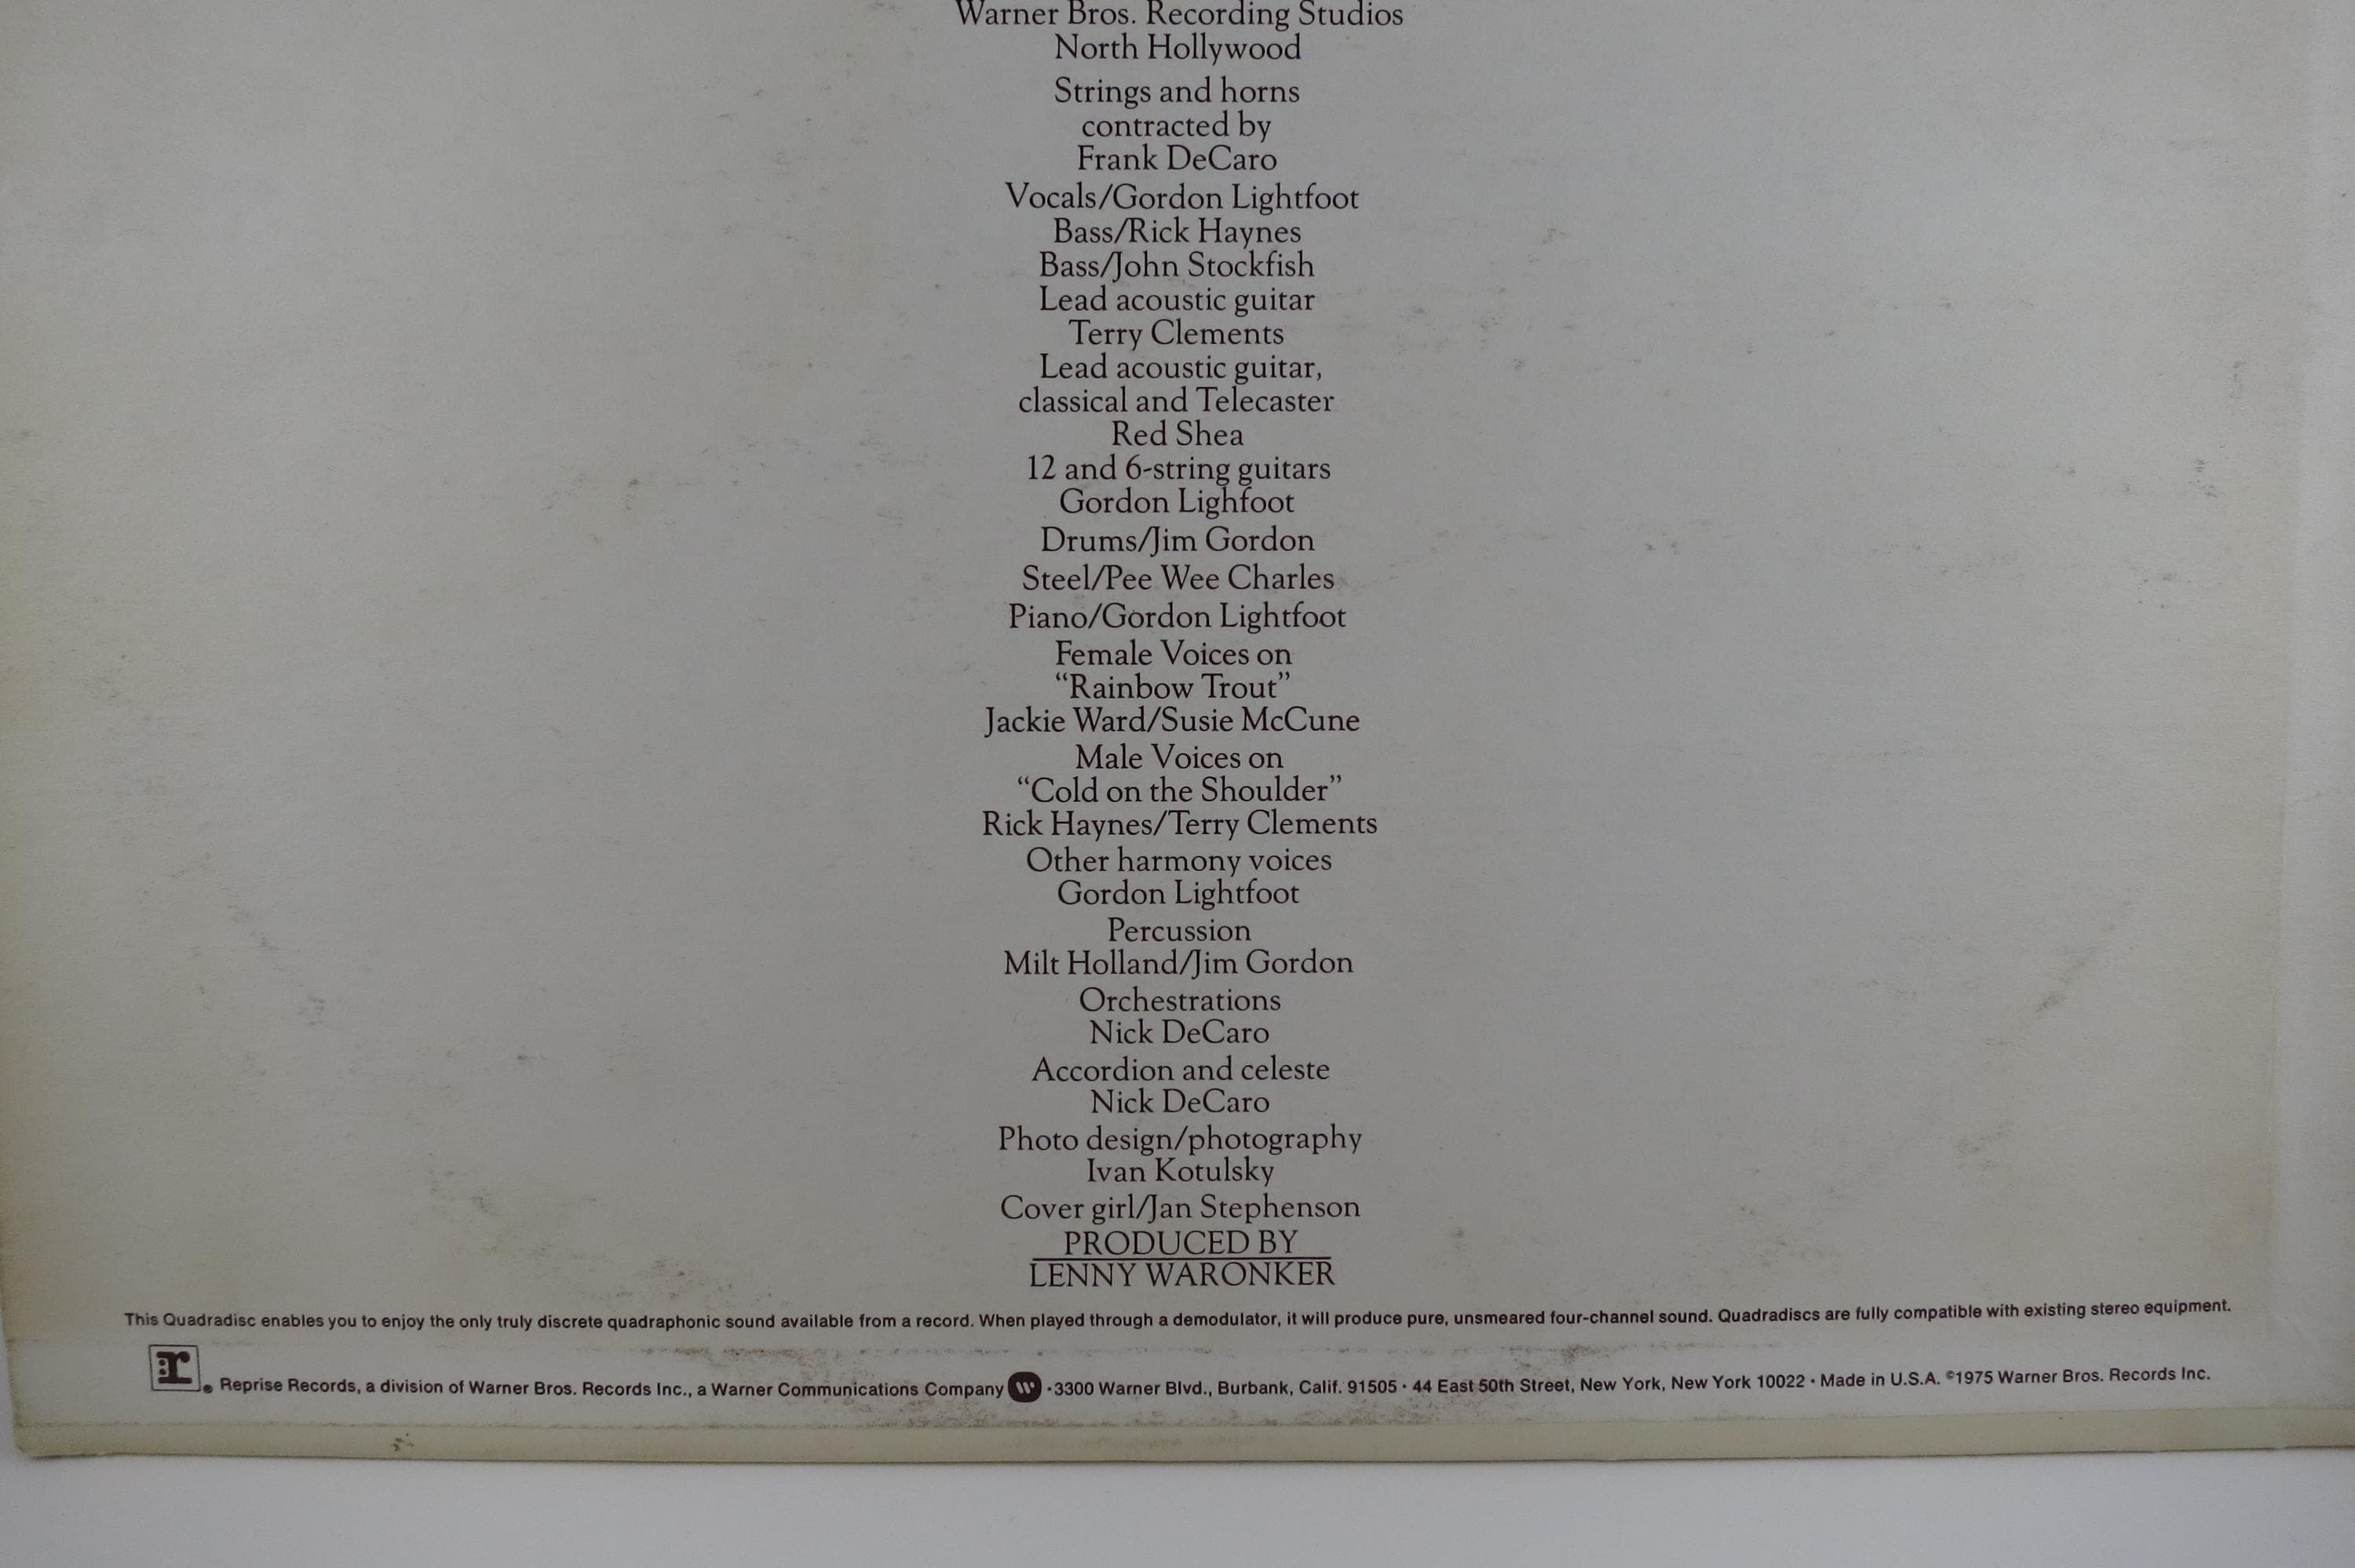 Warner Bros. Recording Studios
North Hollywood
Strings and horns
contracted by
Frank DeCaro
Vocals/Gordon Lightfoot
Bass/Rick Haynes
Bass/John Stockfish
Lead acoustic guitar
Terry Clements
Lead acoustic guitar,
classical and Telecaster
Red Shea
12 and 6-string guitars
Gordon Lighfoot
Drums/Jim Gordon
Steel/Pee Wee Charles
Piano/Gordon Lightfoot
Female Voices on
“Rainbow Trout”
Jackie Ward/Susie McCune
Male Voices on
“Cold on the Shoulder”
Rick Haynes/Terry Clements
Other harmony voices
Gordon Lightfoot
Percussion
Milt Holland/Jim Gordon
Orchestrations
Nick DeCaro
Accordion and celeste
Nick DeCaro
Photo design/photography
Ivan Kotulsky
Cover girl/Jan Stephenson
PRODUCED BY
LENNY WARONKER
This Quadradisc enables you to enjoy the only truly discrete quadraphonic sound available from a record. When played through a demodulator, it will produce pure, unsmeared four-channel sound. Quadradiscs are fully compatible with existing stereo equipment.
:r ® Reprise Records, a division of Warner Bros. Records Inc., a Warner Communications Company W · 3300 Warner Blvd., Burbank, Calif. 91505 · 44 East 50th Street, New York, New York 10022 · Made in U.S.A. ©1975 Warner Bros. Records Inc.